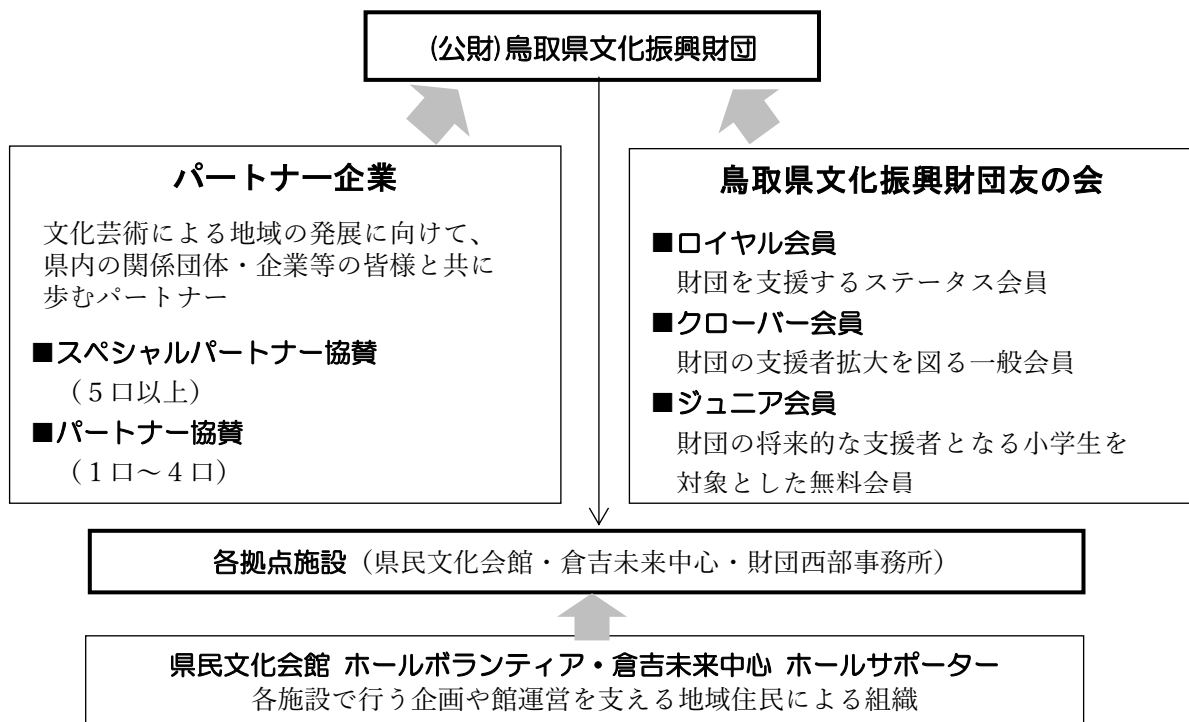 (公財)鳥取県文化振興財団
パートナー企業
文化芸術による地域の発展に向けて、
県内の関係団体・企業等の皆様と共に
歩むパートナー
■スペシャルパートナー協賛
（５口以上）
■パートナー協賛
（１口～４口）
鳥取県文化振興財団友の会
■ロイヤル会員
財団を支援するステータス会員
■クローバー会員
財団の支援者拡大を図る一般会員
■ジュニア会員
財団の将来的な支援者となる小学生を
対象とした無料会員
各拠点施設（県民文化会館・倉吉未来中心・財団西部事務所）
県民文化会館 ホールボランティア・倉吉未来中心 ホールサポーター
各施設で行う企画や館運営を支える地域住民による組織